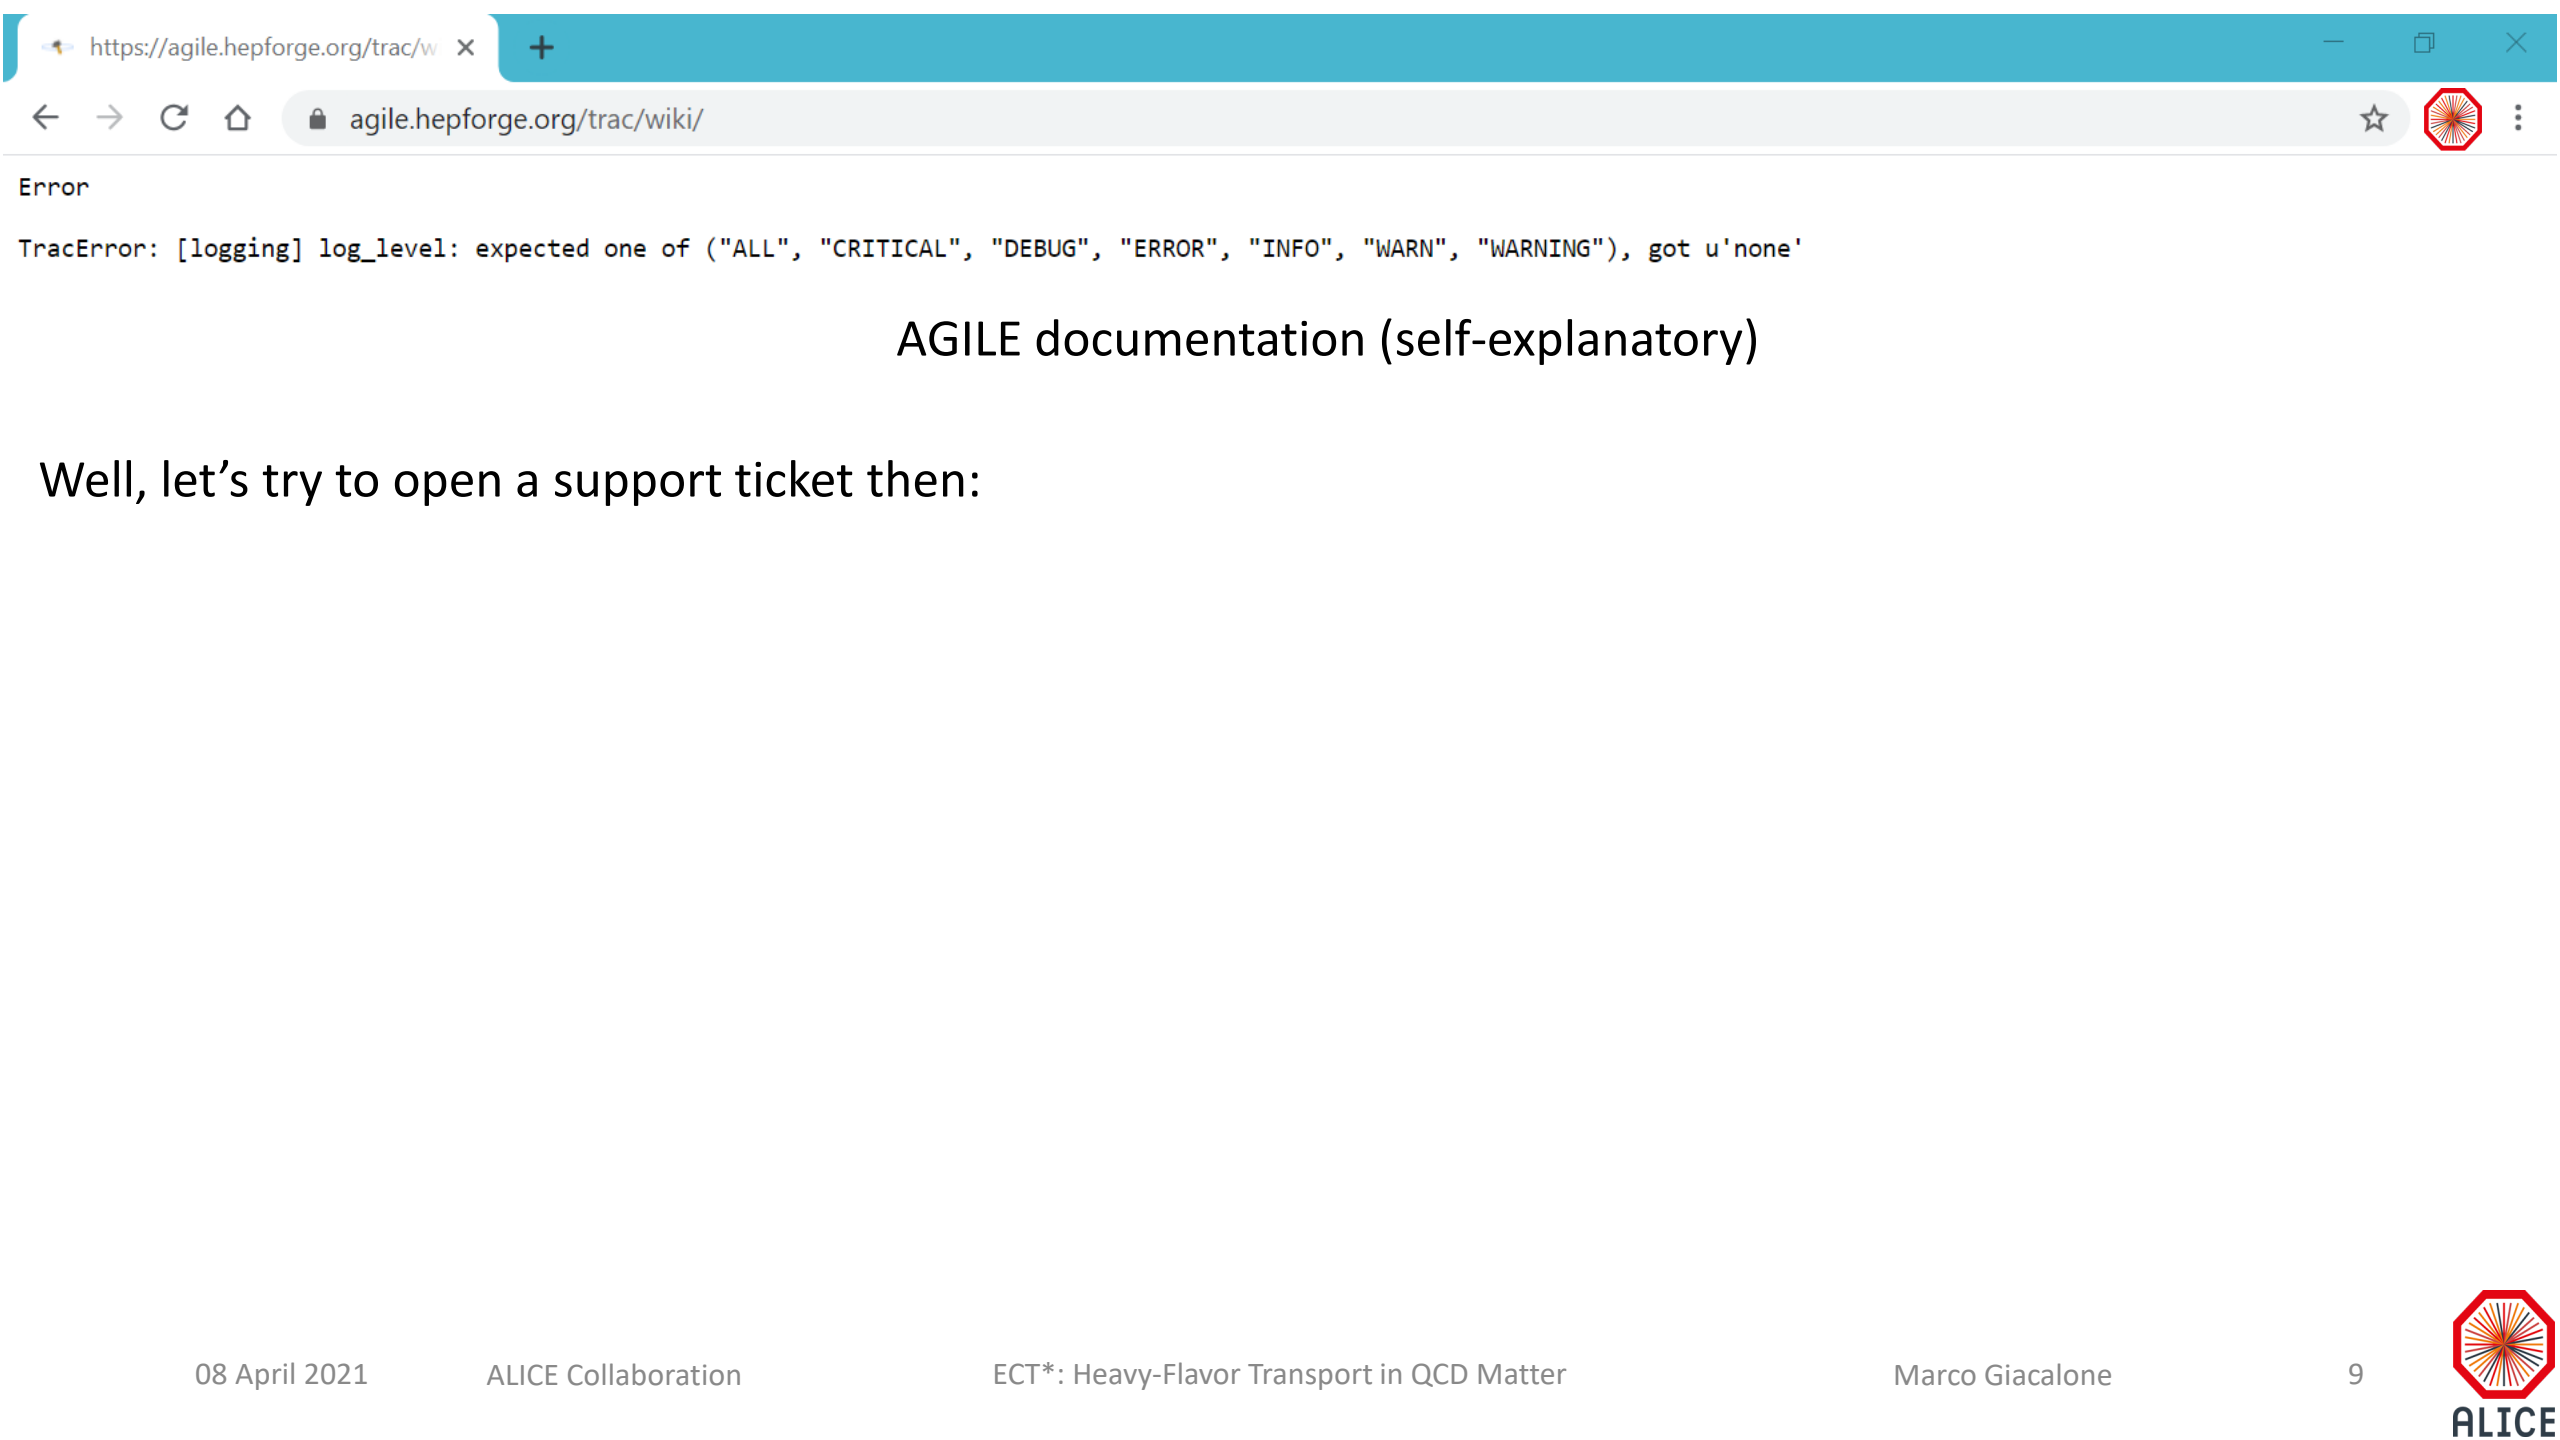 https://agile.hepforge.org/trac/w
agile.hepforge.org/trac/wiki/
Error
TracError: [logging] log_level: expected one of ("ALL", "CRITICAL", "DEBUG", "ERROR", "INFO", "WARN", "WARNING"), got u'none'
AGILE documentation (self-explanatory)
Well, let’s try to open a support ticket then:
08 April 2021 ALICE Collaboration ECT*: Heavy-Flavor Transport in QCD Matter Marco Giacalone 9
ALICE